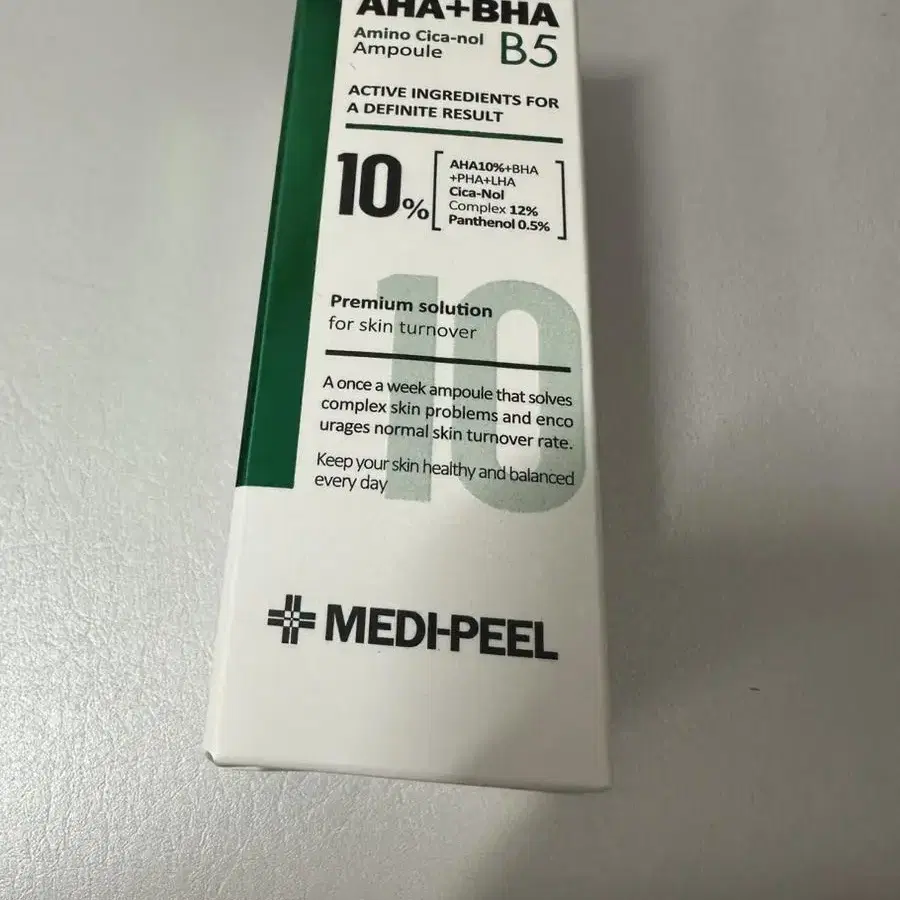 AHA+BHA
Amino Cica-nol
Ampoule B5
ACTIVE INGREDIENTS FOR
A DEFINITE RESULT
10%
AHA10%+BHA
+PHA+LHA
Cica-Nol
Complex 12%
Panthenol 0.5%
10
Premium solution
for skin turnover
A once a week ampoule that solves
complex skin problems and enco
urages normal skin turnover rate.
Keep your skin healthy and balanced
every day
MEDI-PEEL